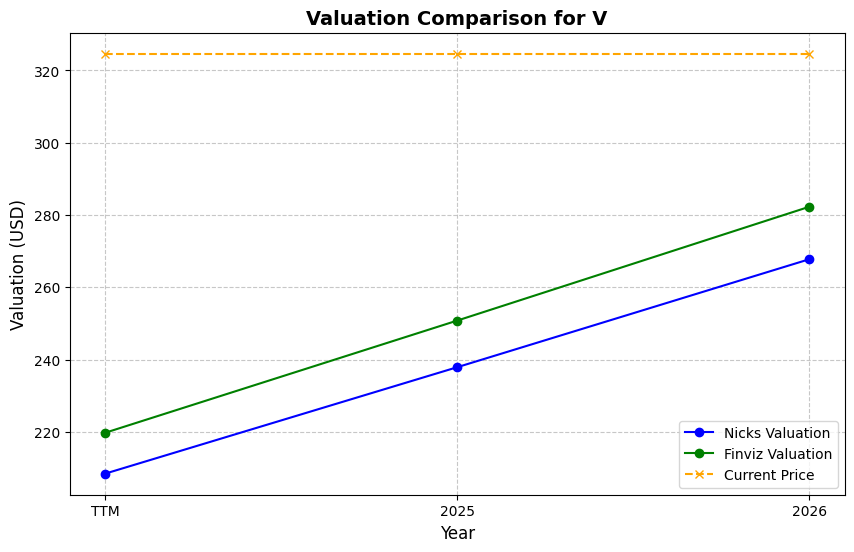 Valuation Comparison for V
Valuation (USD)
320
300
280
260
240
220
TTM
2025
2026
Year
Nicks Valuation
Finviz Valuation
Current Price